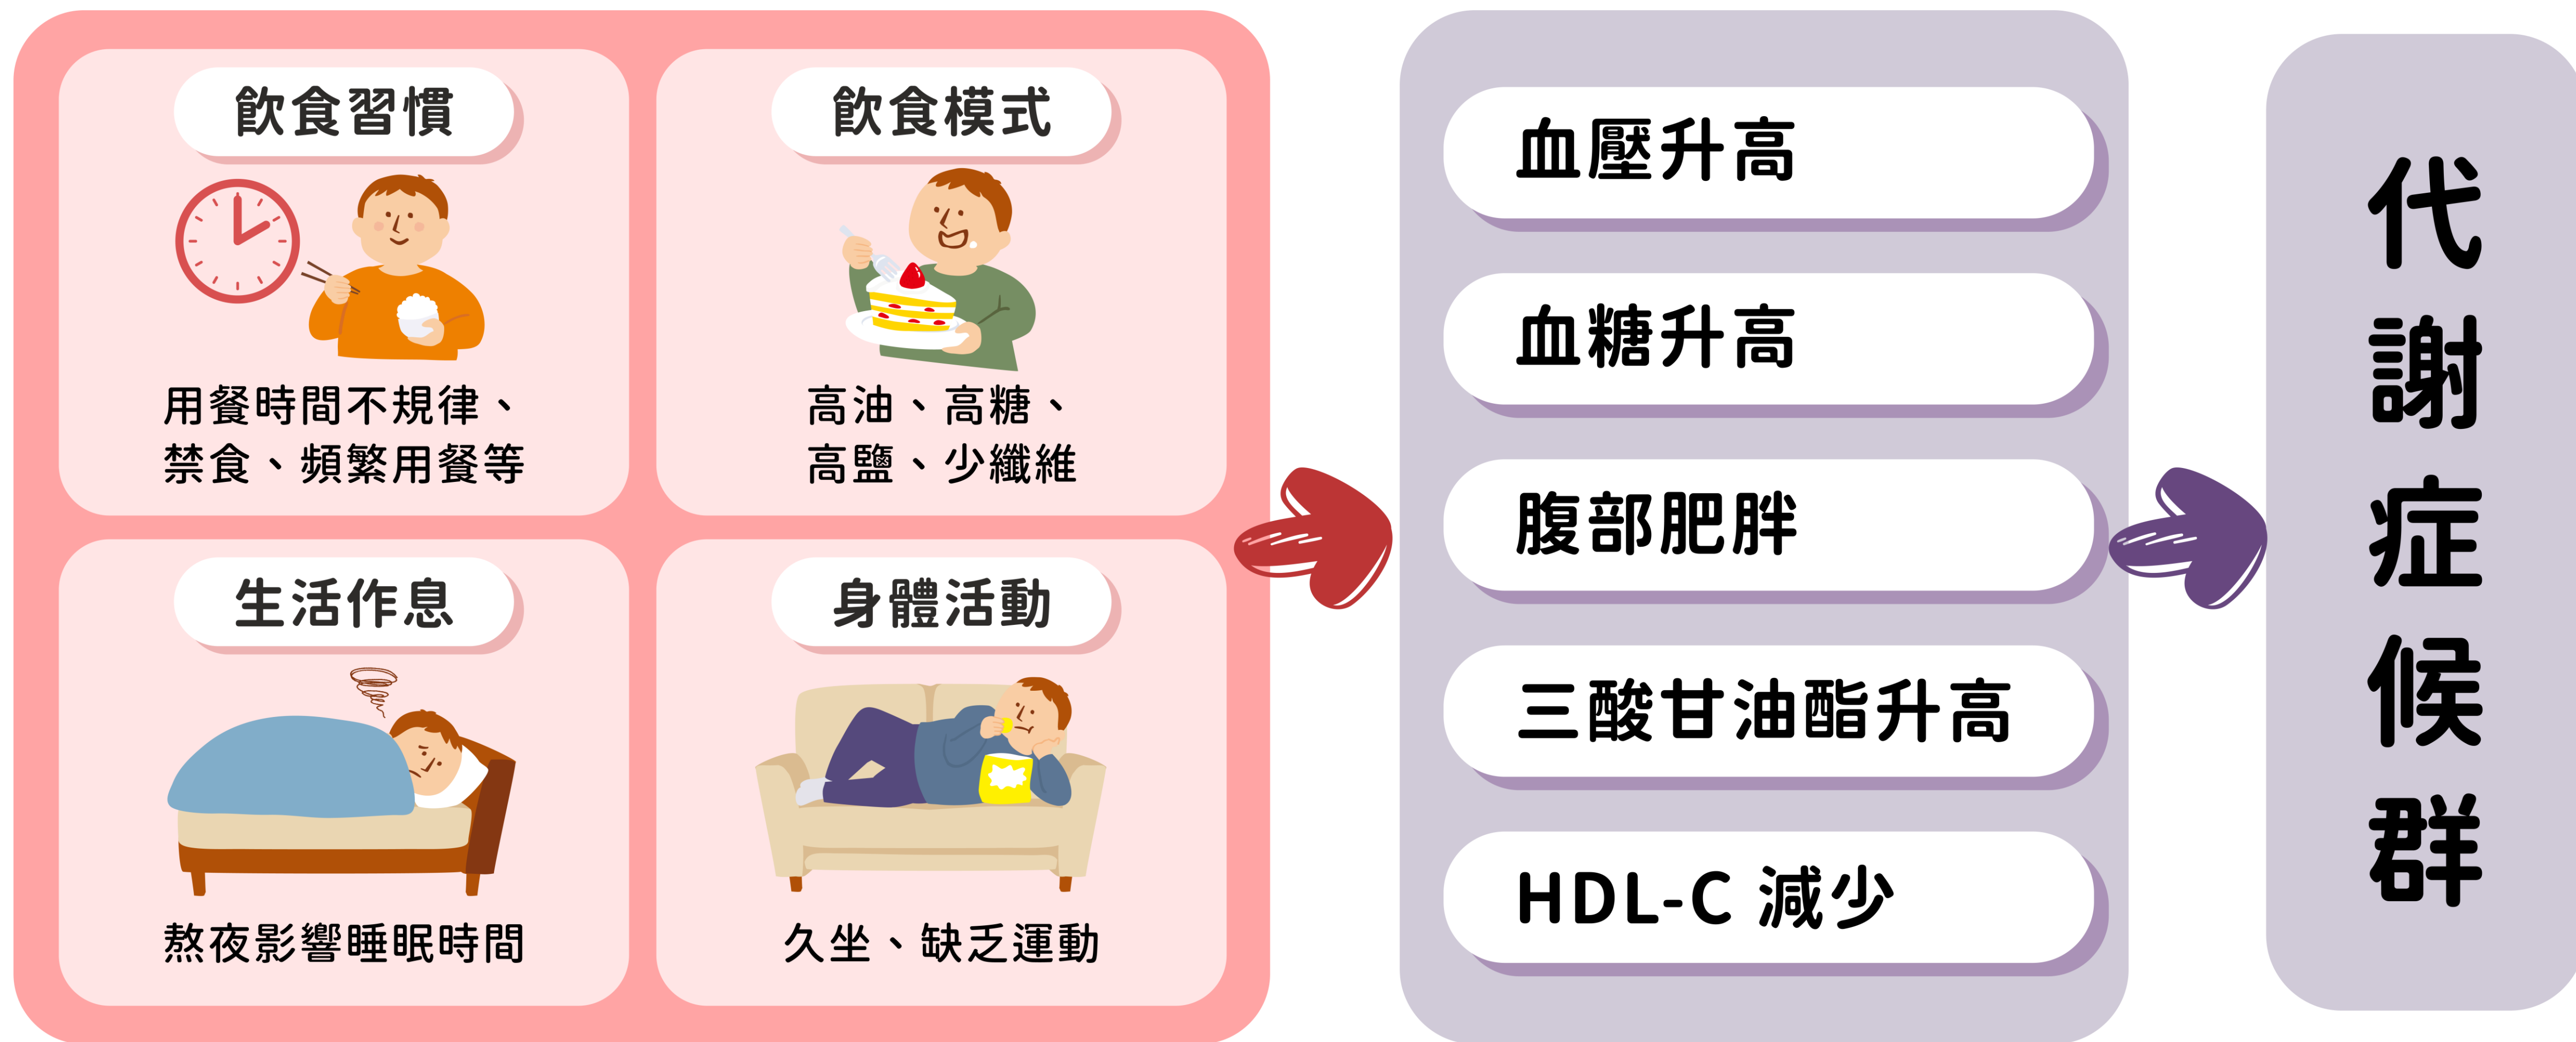 飲食習慣
用餐時間不規律、
禁食、頻繁用餐等
飲食模式
高油、高糖、
高鹽、少纖維
生活作息
熬夜影響睡眠時間
身體活動
久坐、缺乏運動
血壓升高
血糖升高
腹部肥胖
三酸甘油酯升高
HDL-C 減少
代謝症候群